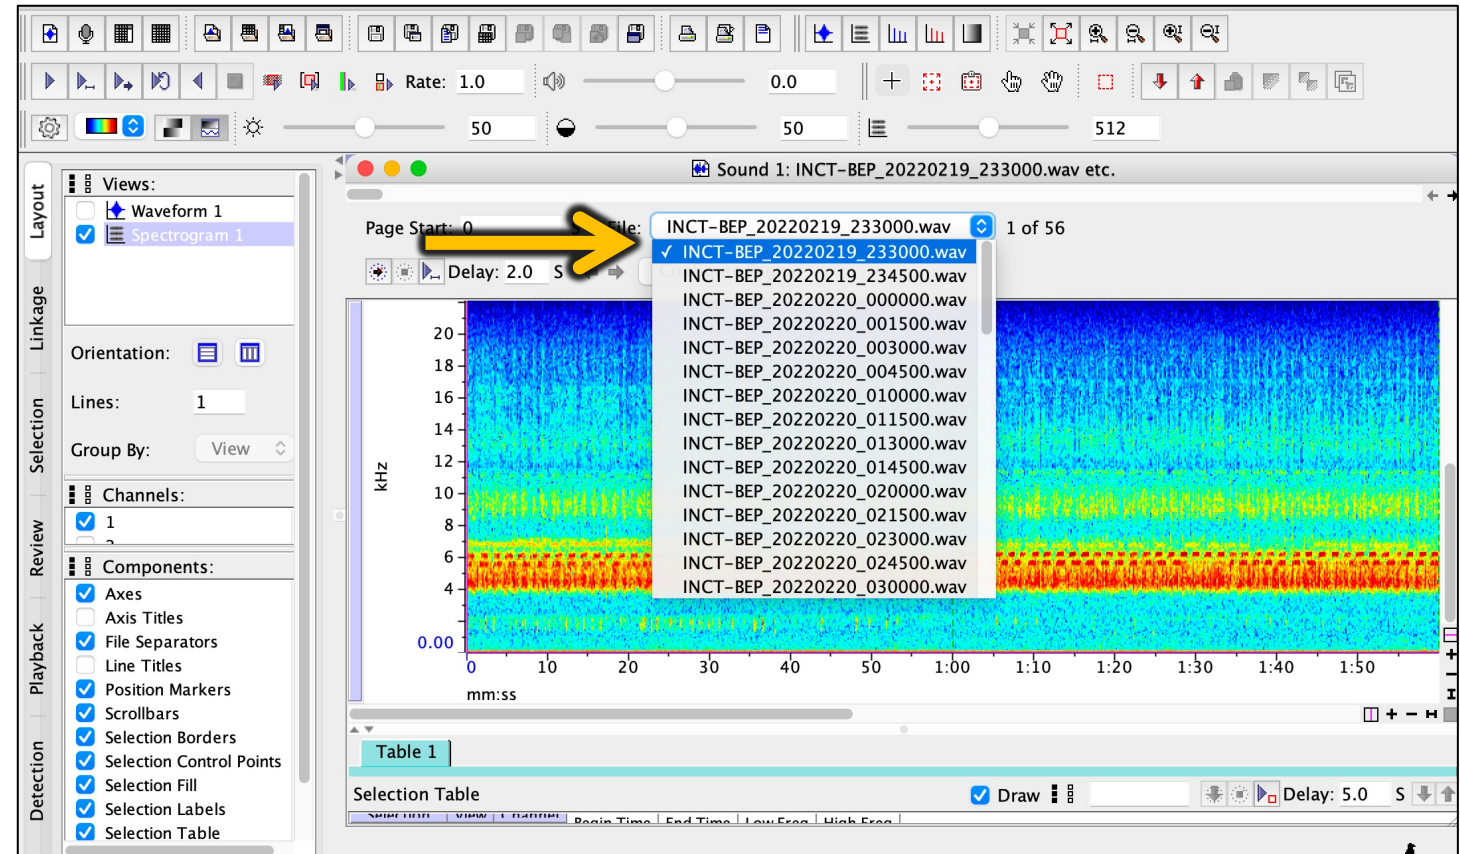 Rate: 1.0
0.0
50
50
512
Sound 1: INCT-BEP_20220219_233000.wav etc.
Layout
Linkage
Selection
Review
Playback
Detection
Views:
Waveform 1
Spectrogram 1
Orientation:
Lines: 1
Group By: View
Channels:
1
Components:
Axes
Axis Titles
File Separators
Line Titles
Position Markers
Scrollbars
Selection Borders
Selection Control Points
Selection Fill
Selection Labels
Selection Table
Page Start: 0 S File: INCT-BEP_20220219_233000.wav 1 of 56
Delay: 2.0 S
✓ INCT-BEP_20220219_233000.wav
INCT-BEP_20220219_234500.wav
INCT-BEP_20220220_000000.wav
INCT-BEP_20220220_001500.wav
INCT-BEP_20220220_003000.wav
INCT-BEP_20220220_004500.wav
INCT-BEP_20220220_010000.wav
INCT-BEP_20220220_011500.wav
INCT-BEP_20220220_013000.wav
INCT-BEP_20220220_014500.wav
INCT-BEP_20220220_020000.wav
INCT-BEP_20220220_021500.wav
INCT-BEP_20220220_023000.wav
INCT-BEP_20220220_024500.wav
INCT-BEP_20220220_030000.wav
kHz
20
18
16
14
12
10
8
6
4
0.00
0 10 20 30 40 50 1:00 1:10 1:20 1:30 1:40 1:50
mm:ss
Table 1
Selection Table
Draw
Delay: 5.0 S
Selection View Channel Begin Time End Time Low Freq High Freq